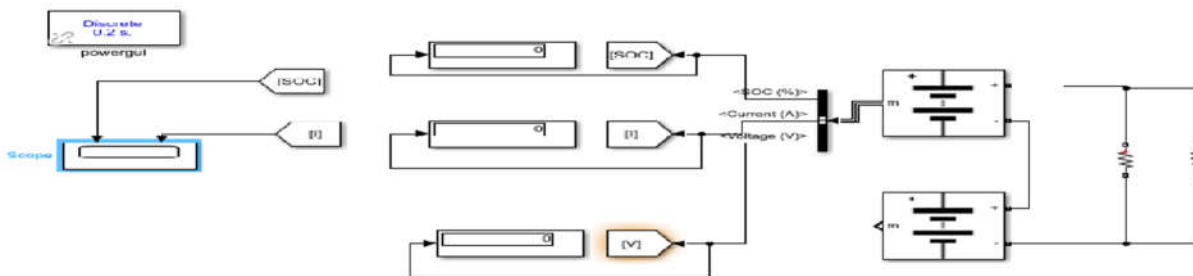 Discrete
0.2 s.
powergui
[SOC]
[I]
Scope
0
[SOC]
0
[I]
0
[V]
<SOC (%)>
<Current (A)>
<Voltage (V)>
+
m
+
-
+
m
+
-